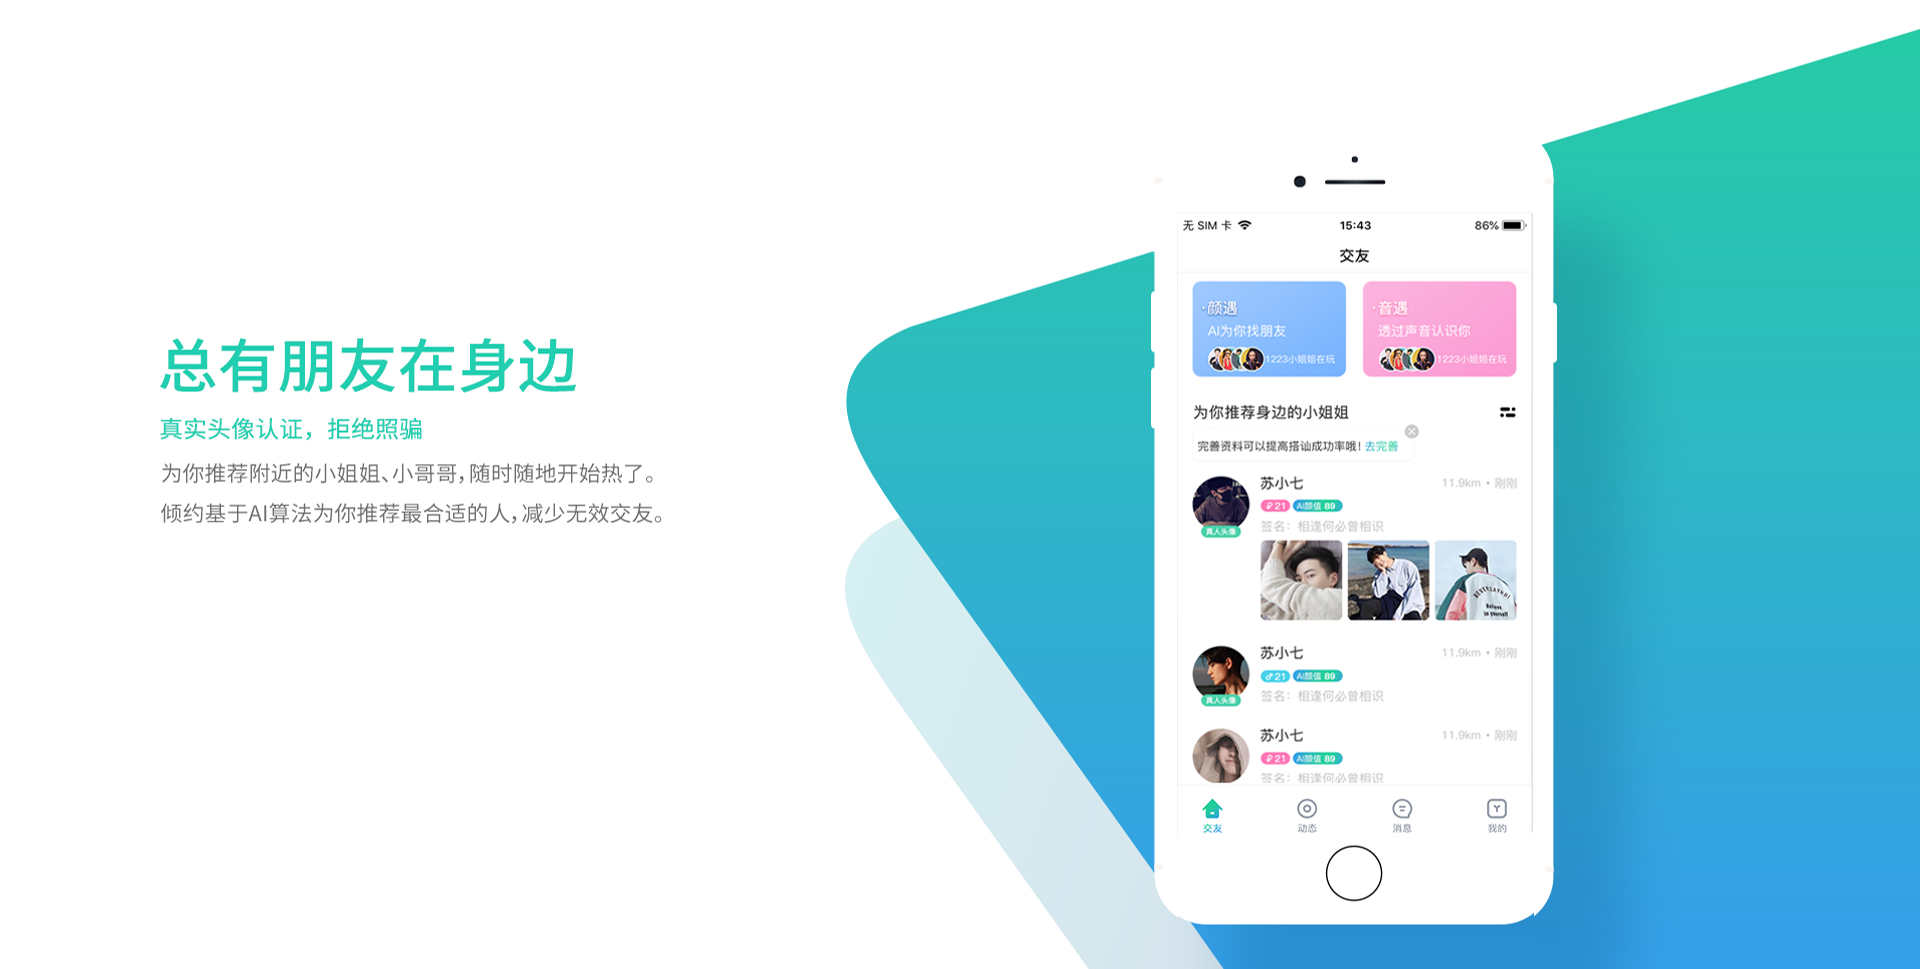 总有朋友在身边
真实头像认证，拒绝照骗
为你推荐附近的小姐姐、小哥哥，随时随地开始热了。
倾约基于AI算法为你推荐最合适的人，减少无效交友。
无 SIM 卡
15:43
86%
交友
·颜遇
AI为你找朋友
1223小姐姐在玩
·音遇
透过声音认识你
1223小姐姐在玩
为你推荐身边的小姐姐
完善资料可以提高搭讪成功率哦！去完善
苏小七
11.9km • 刚刚
21
AI颜值 89
真人头像
签名：相逢何必曾相识
Believe
in yourself
苏小七
11.9km • 刚刚
♂21
AI颜值 89
真人头像
签名：相逢何必曾相识
苏小七
11.9km • 刚刚
21
AI颜值 89
签名：相逢何必曾相识
交友
动态
消息
我的